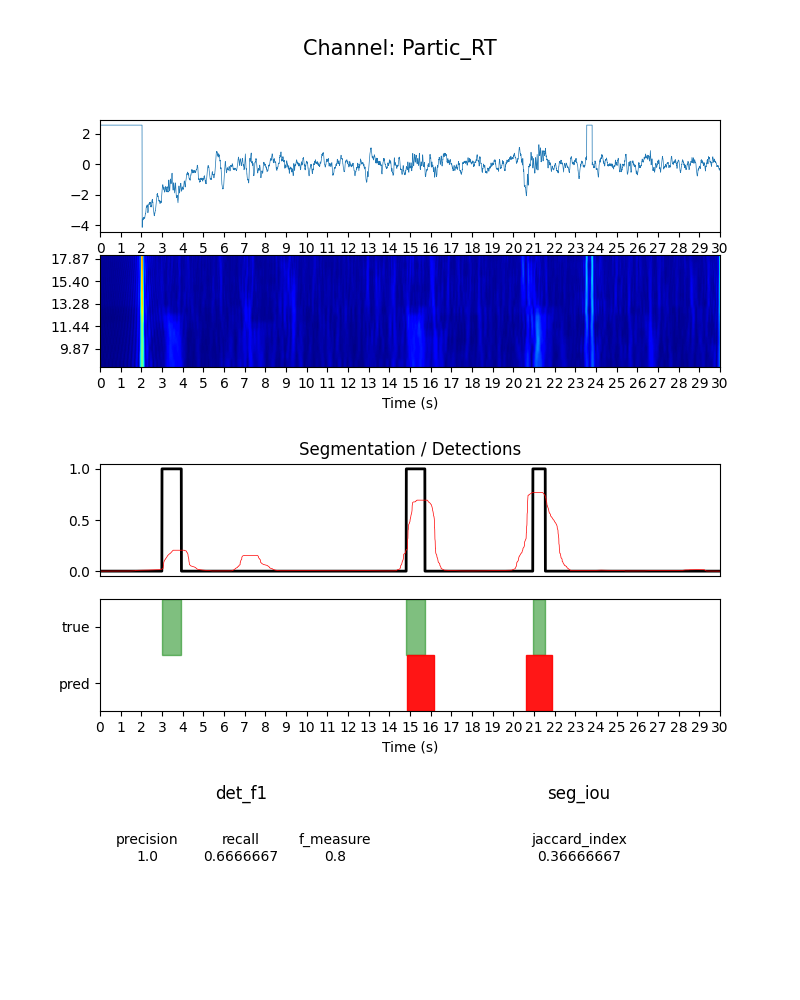 Channel: Partic_RT
2
0
−2
−4
0 1 2 3 4 5 6 7 8 9 10 11 12 13 14 15 16 17 18 19 20 21 22 23 24 25 26 27 28 29 30
17.87
15.40
13.28
11.44
9.87
0 1 2 3 4 5 6 7 8 9 10 11 12 13 14 15 16 17 18 19 20 21 22 23 24 25 26 27 28 29 30
Time (s)
Segmentation / Detections
1.0
0.5
0.0
true
pred
0 1 2 3 4 5 6 7 8 9 10 11 12 13 14 15 16 17 18 19 20 21 22 23 24 25 26 27 28 29 30
Time (s)
det_f1 seg_iou
precision recall f_measure jaccard_index
1.0 0.6666667 0.8 0.36666667